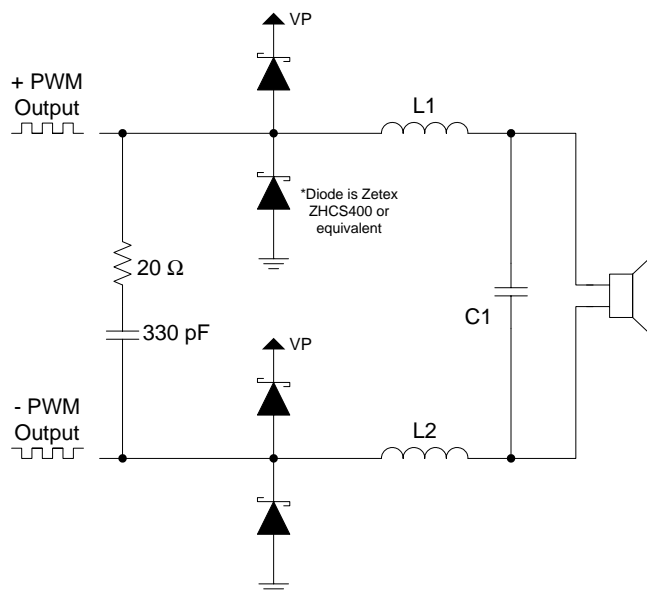 VP
+ PWM
Output
L1
*Diode is Zetex
ZHCS400 or
equivalent
20 Ω
330 pF
C1
VP
- PWM
Output
L2